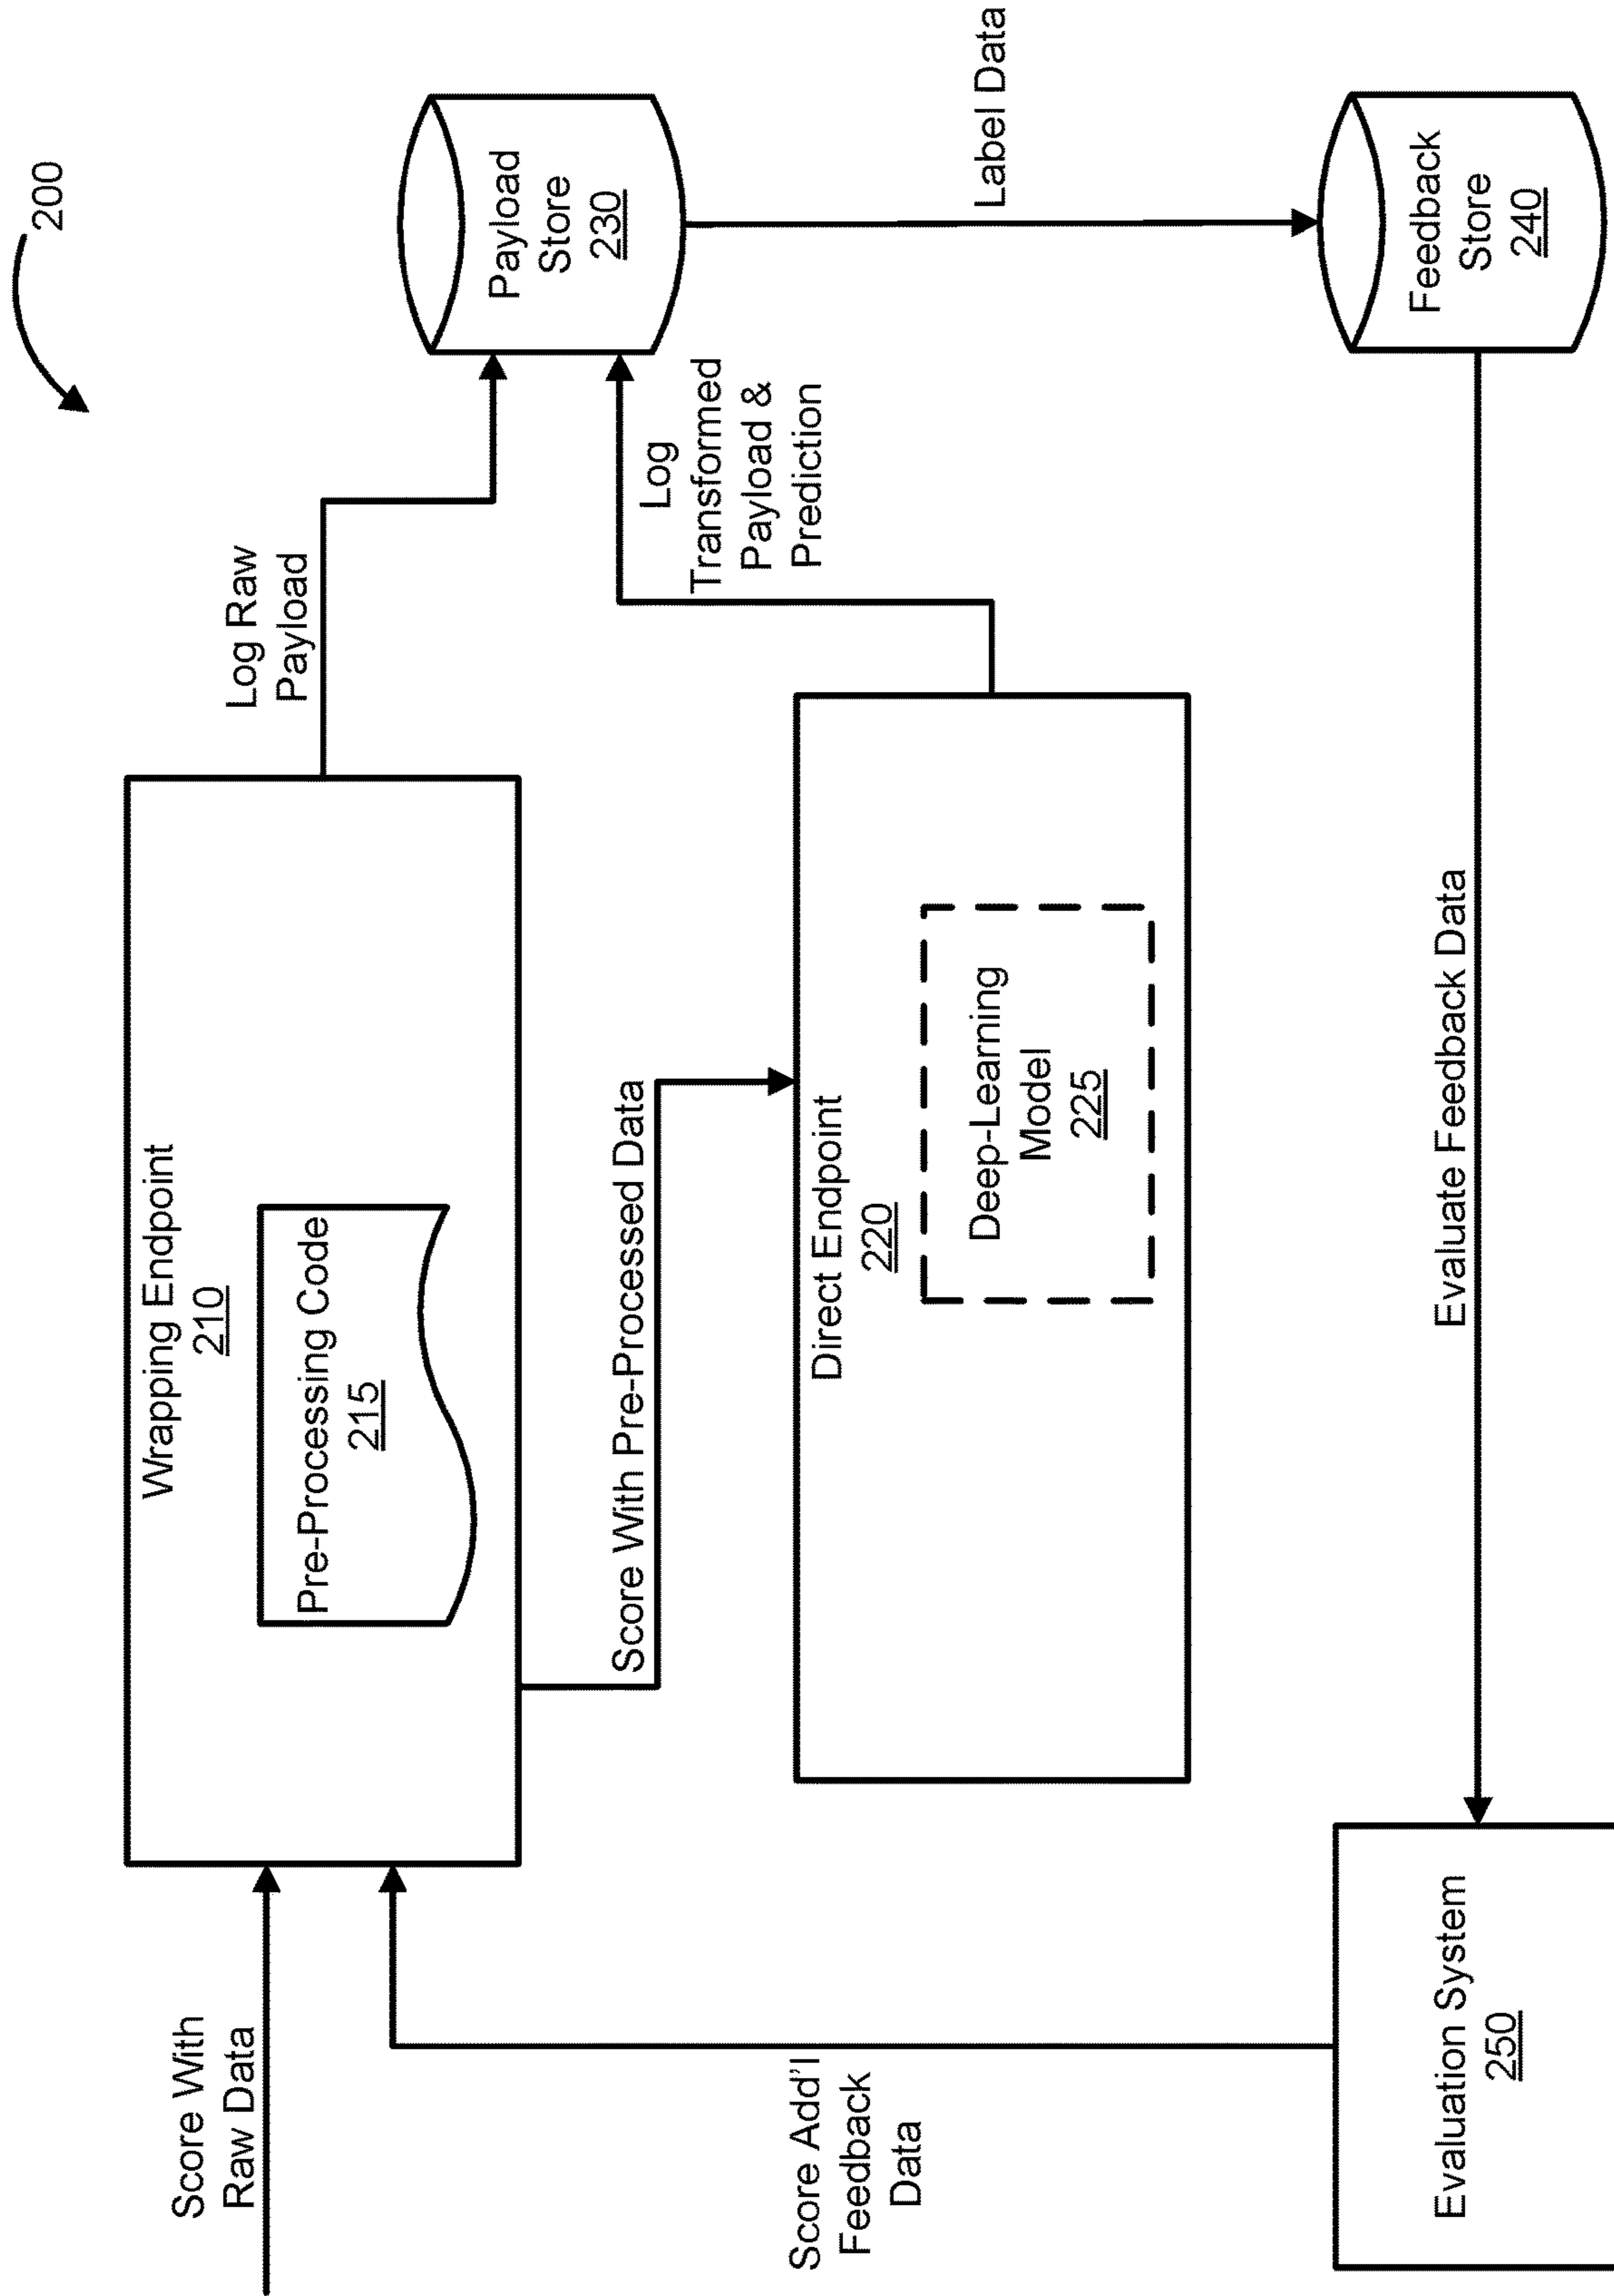 200
Score With
Raw Data
Wrapping Endpoint
210
Pre-Processing Code
215
Log Raw
Payload
Payload
Store
230
Score With Pre-Processed Data
Log
Transformed
Payload &
Prediction
Direct Endpoint
220
Deep-Learning
Model
225
Label Data
Score Add'l
Feedback
Data
Evaluation System
250
Evaluate Feedback Data
Feedback
Store
240